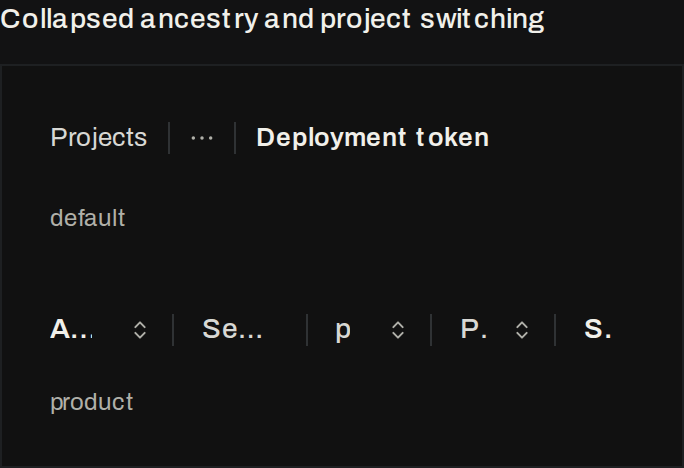 Collapsed ancestry and project switching
Projects ··· Deployment token
default
A... Se... p P. S.
product